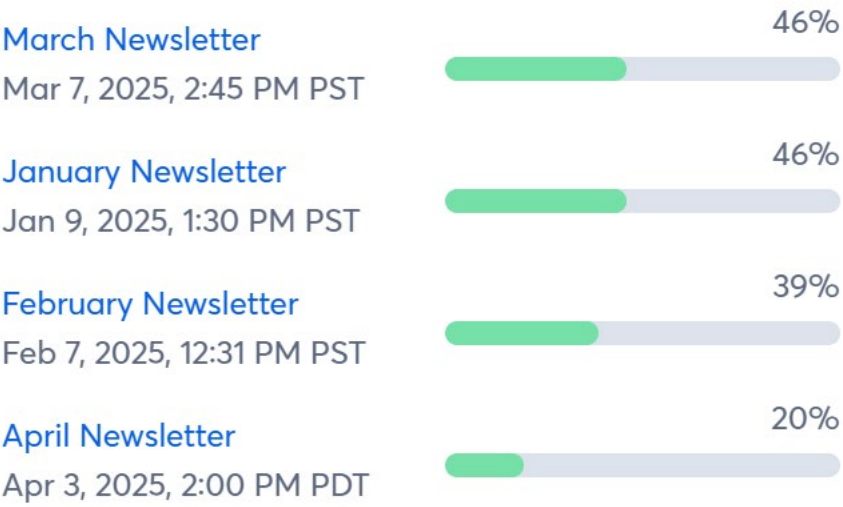 March Newsletter
46%
Mar 7, 2025, 2:45 PM PST
January Newsletter
46%
Jan 9, 2025, 1:30 PM PST
February Newsletter
39%
Feb 7, 2025, 12:31 PM PST
April Newsletter
20%
Apr 3, 2025, 2:00 PM PDT